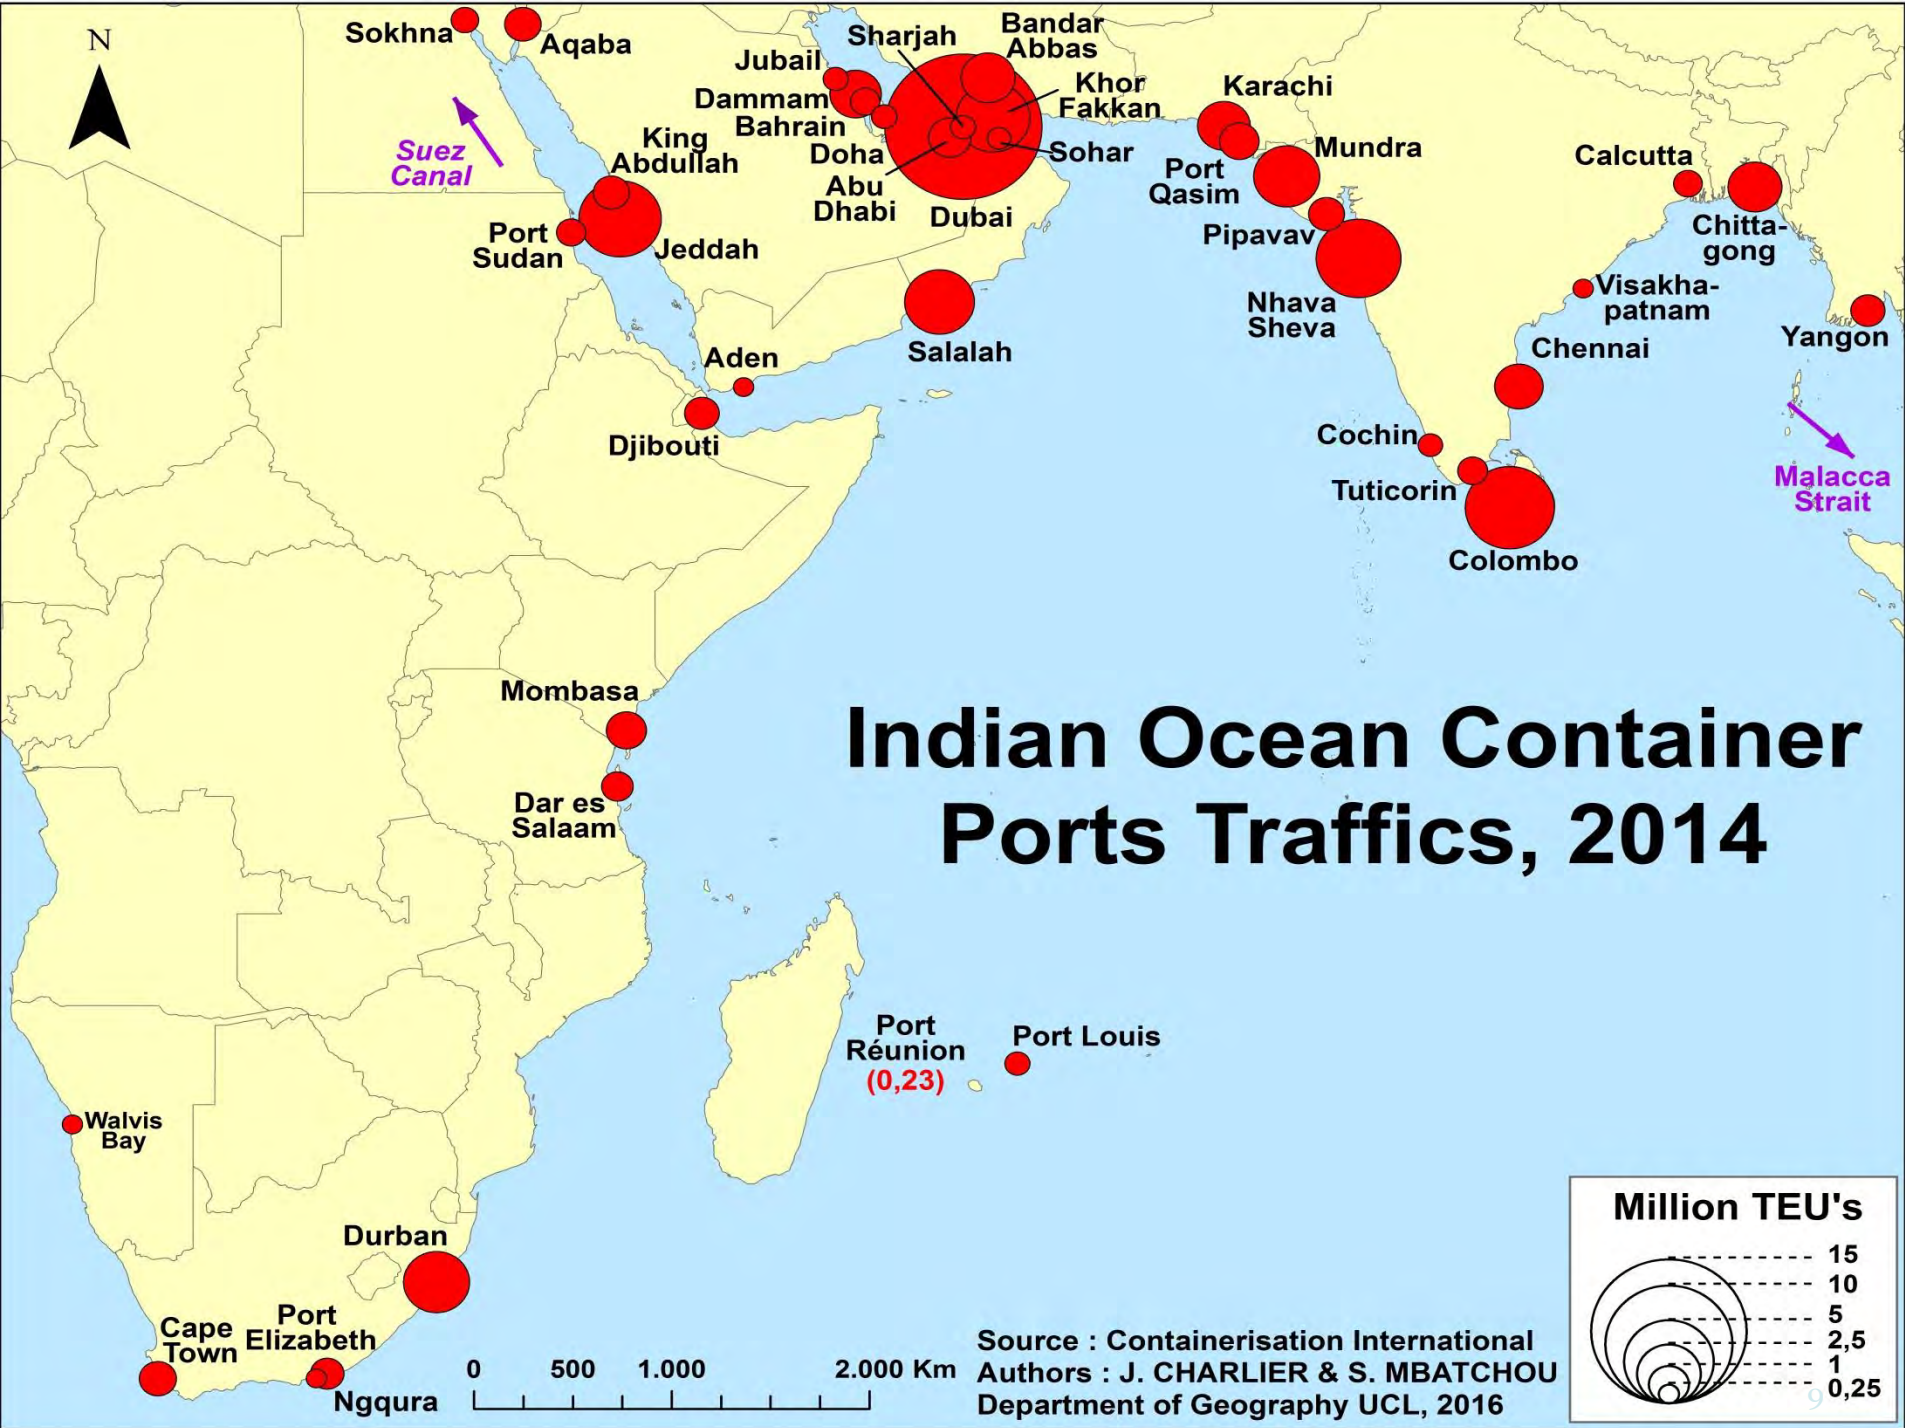 N
Sokhna
Aqaba
Suez
Canal
King
Abdullah
Port
Sudan
Jeddah
Jubail
Dammam
Bahrain
Doha
Abu
Dhabi
Sharjah
Bandar
Abbas
Khor
Fakkan
Sohar
Dubai
Salalah
Aden
Djibouti
Karachi
Port
Qasim
Mundra
Pipavav
Nhava
Sheva
Calcutta
Chitta-
gong
Visakha-
patnam
Chennai
Yangon
Cochin
Tuticorin
Colombo
Malacca
Strait
Mombasa
Dar es
Salaam
Indian Ocean Container
Ports Traffics, 2014
Port
Réunion
(0,23)
Port Louis
Walvis
Bay
Durban
Cape
Town
Port
Elizabeth
Ngqura
0 500 1.000 2.000 Km
Source : Containerisation International
Authors : J. CHARLIER & S. MBATCHOU
Department of Geography UCL, 2016
Million TEU's
15
10
5
2,5
1
0,25
9